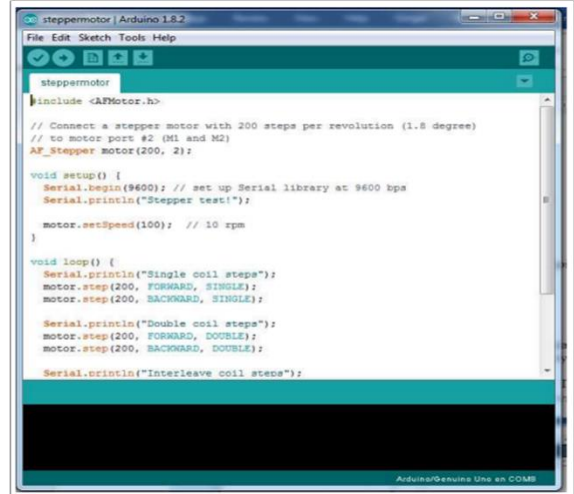 steppermotor | Arduino 1.8.2
File Edit Sketch Tools Help
steppermotor
#include <AFMotor.h>
// Connect a stepper motor with 200 steps per revolution (1.8 degree)
// to motor port #2 (M1 and M2)
AF_Stepper motor(200, 2);
void setup() {
Serial.begin(9600); // set up Serial library at 9600 bps
Serial.println("Stepper test!");
motor.setSpeed(100); // 10 rpm
}
void loop() {
Serial.println("Single coil steps");
motor.step(200, FORWARD, SINGLE);
motor.step(200, BACKWARD, SINGLE);
Serial.println("Double coil steps");
motor.step(200, FORWARD, DOUBLE);
motor.step(200, BACKWARD, DOUBLE);
Serial.println("Interleave coil steps");
Arduino/Genuino Uno en COM8